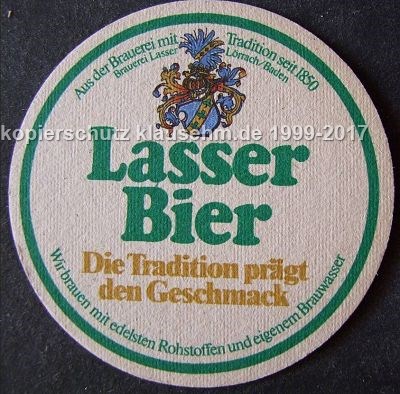 Aus der Brauerei mit Tradition seit 1850
Brauerei Lasser Lörrach/Baden
kopierschutz klausehm.de 1999-2017
Lasser
Bier
Die Tradition prägt
den Geschmack
Wir brauen mit edelsten Rohstoffen und eigenem Brauwasser